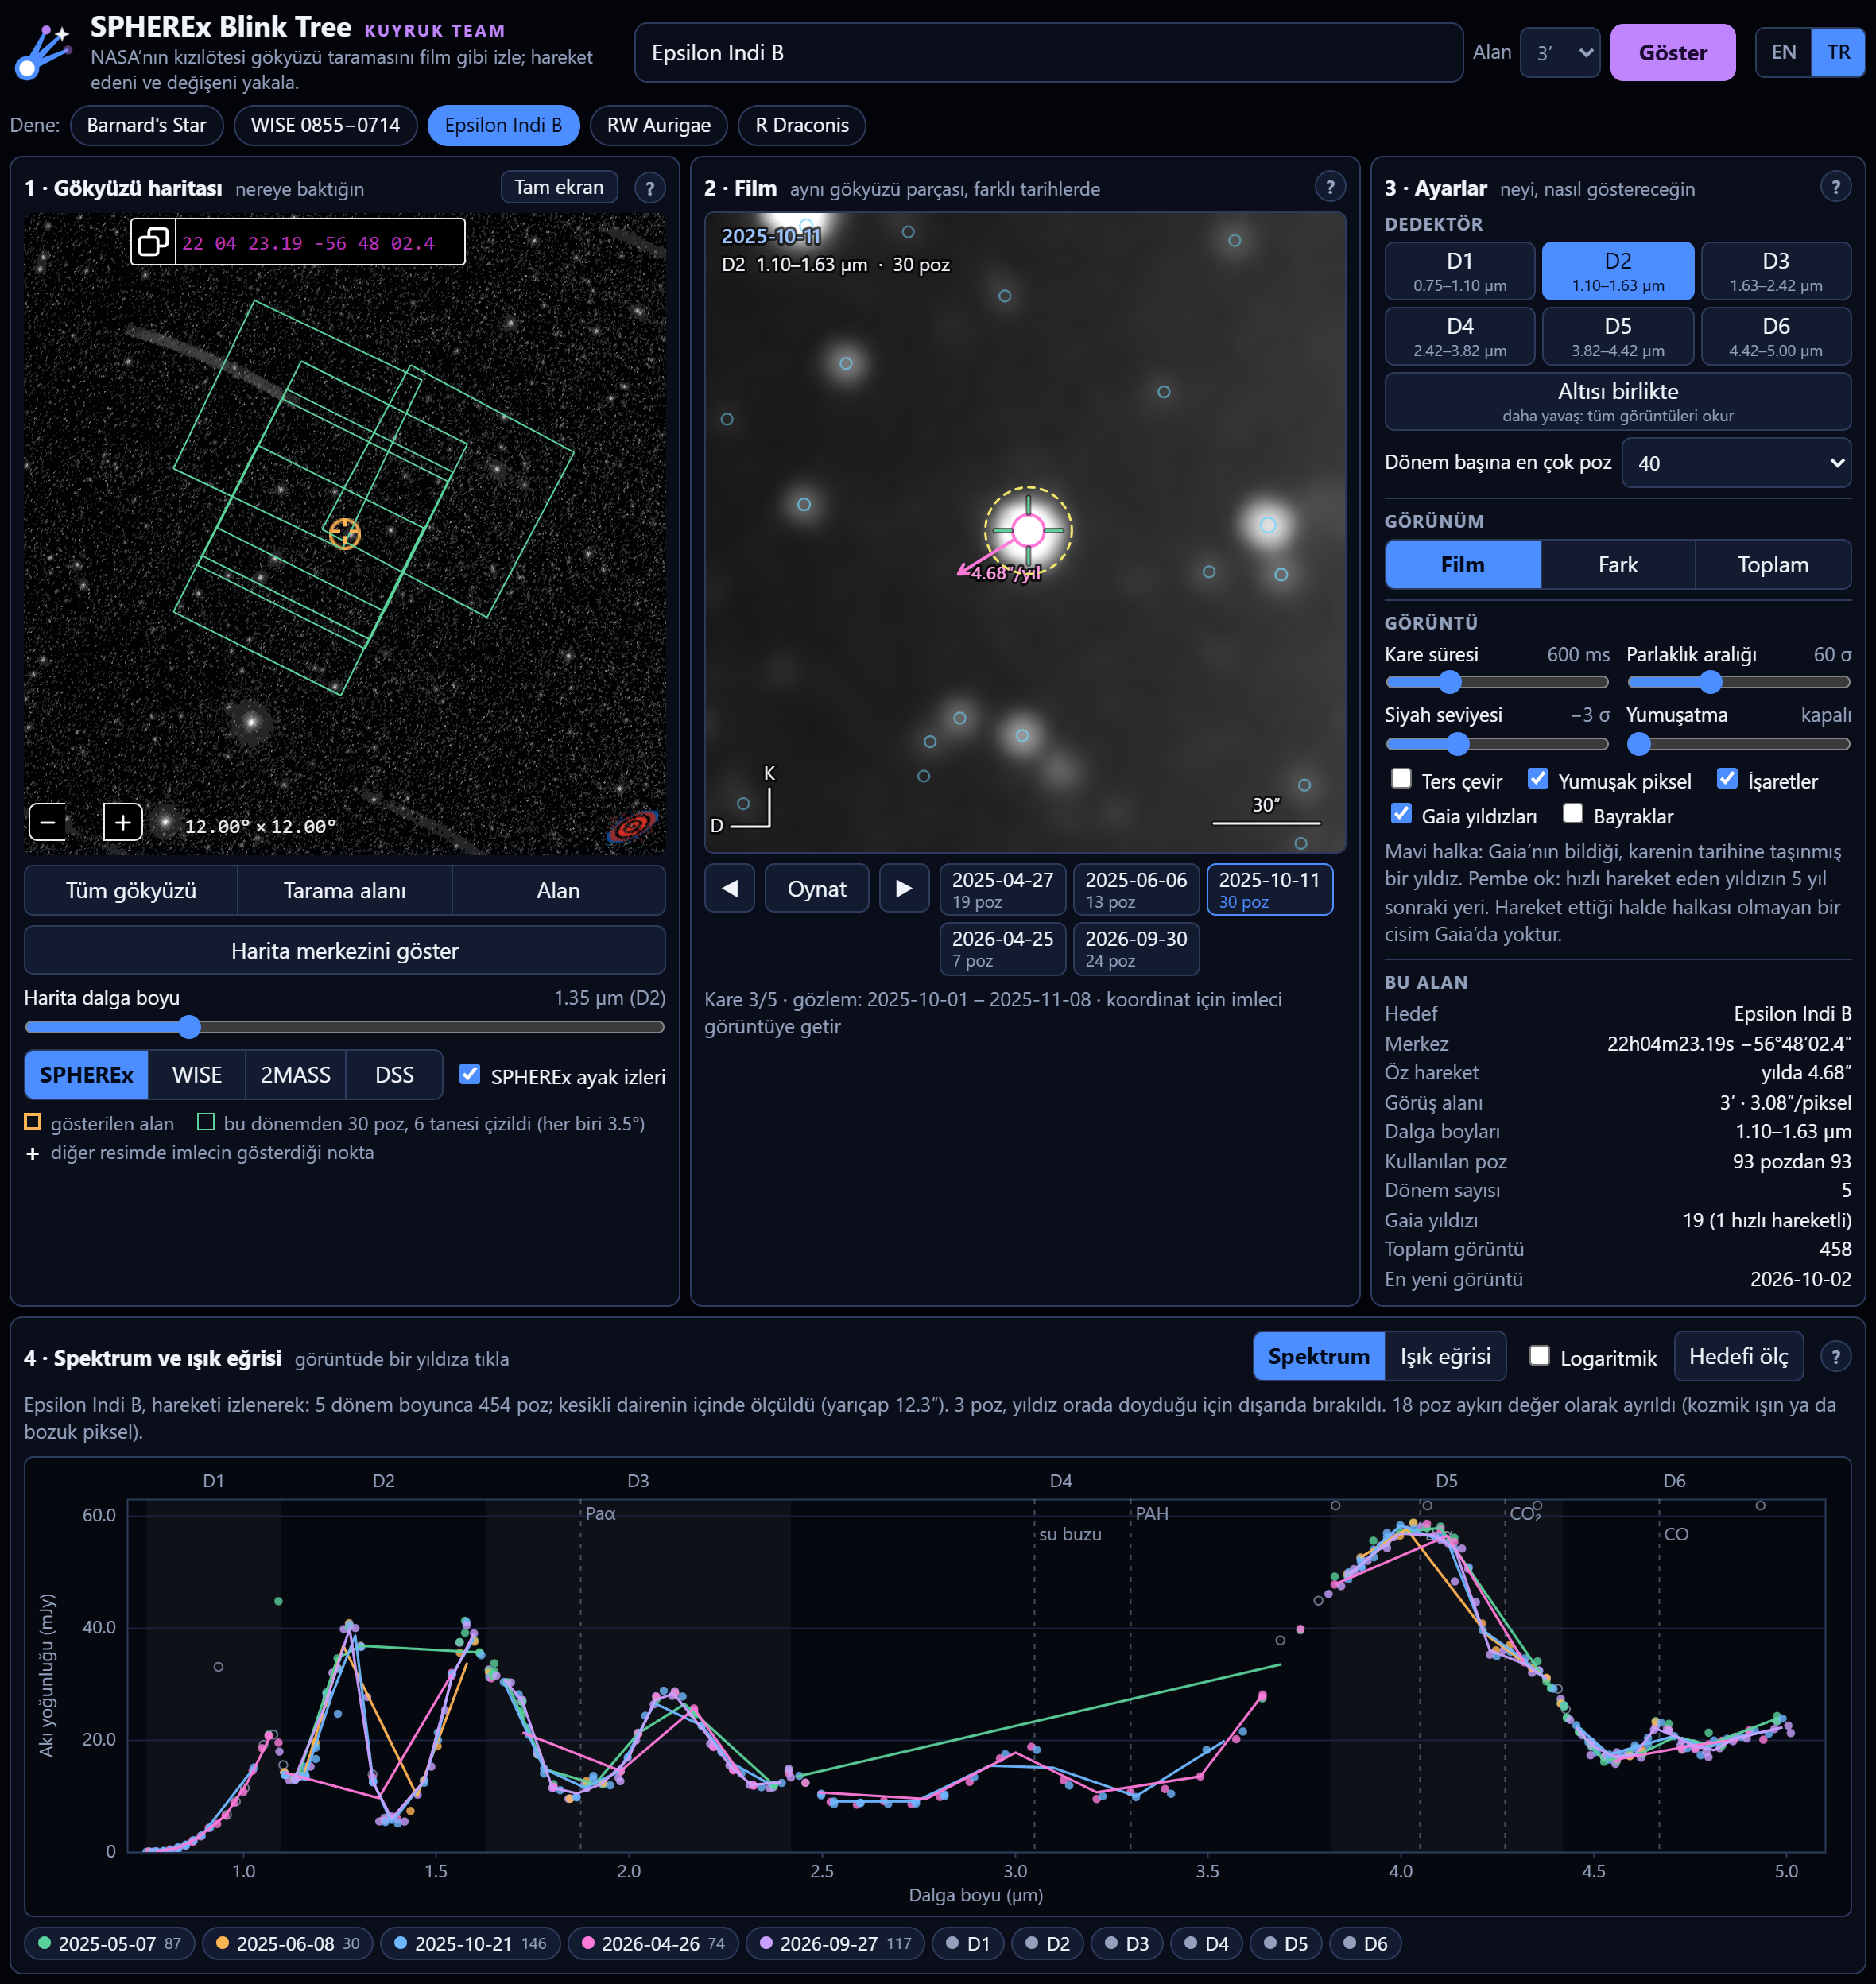 SPHEREx Blink Tree KUYRUK TEAM
NASA’nın kızılötesi gökyüzü taramasını film gibi izle; hareket
edeni ve değişeni yakala.
Epsilon Indi B
Alan 3′ Göster EN TR
Dene: Barnard's Star WISE 0855−0714 Epsilon Indi B RW Aurigae R Draconis
1 · Gökyüzü haritası nereye baktığın Tam ekran ?
22 04 23.19 -56 48 02.4
− + 12.00° × 12.00°
Tüm gökyüzü Tarama alanı Alan
Harita merkezini göster
Harita dalga boyu 1.35 µm (D2)
SPHEREx WISE 2MASS DSS SPHEREx ayak izleri
gösterilen alan bu dönemden 30 poz, 6 tanesi çizildi (her biri 3.5°)
+ diğer resimde imlecin gösterdiği nokta
2 · Film aynı gökyüzü parçası, farklı tarihlerde ?
2025-10-11
D2 1.10–1.63 µm · 30 poz
4.68″/yıl
K
D
30″
◀ Oynat ▶
2025-04-27 2025-06-06 2025-10-11
19 poz 13 poz 30 poz
2026-04-25 2026-09-30
7 poz 24 poz
Kare 3/5 · gözlem: 2025-10-01 – 2025-11-08 · koordinat için imleci
görüntüye getir
3 · Ayarlar neyi, nasıl göstereceğin ?
DEDEKTÖR
D1 D2 D3
0.75–1.10 µm 1.10–1.63 µm 1.63–2.42 µm
D4 D5 D6
2.42–3.82 µm 3.82–4.42 µm 4.42–5.00 µm
Altısı birlikte
daha yavaş: tüm görüntüleri okur
Dönem başına en çok poz 40
GÖRÜNÜM
Film Fark Toplam
GÖRÜNTÜ
Kare süresi 600 ms Parlaklık aralığı 60 σ
Siyah seviyesi −3 σ Yumuşatma kapalı
Ters çevir Yumuşak piksel İşaretler
Gaia yıldızları Bayraklar
Mavi halka: Gaia’nın bildiği, karenin tarihine taşınmış
bir yıldız. Pembe ok: hızlı hareket eden yıldızın 5 yıl
sonraki yeri. Hareket ettiği halde halkası olmayan bir
cisim Gaia’da yoktur.
BU ALAN
Hedef Epsilon Indi B
Merkez 22h04m23.19s −56°48′02.4″
Öz hareket yılda 4.68″
Görüş alanı 3′ · 3.08″/piksel
Dalga boyları 1.10–1.63 µm
Kullanılan poz 93 pozdan 93
Dönem sayısı 5
Gaia yıldızı 19 (1 hızlı hareketli)
Toplam görüntü 458
En yeni görüntü 2026-10-02
4 · Spektrum ve ışık eğrisi görüntüde bir yıldıza tıkla Spektrum Işık eğrisi Logaritmik Hedefi ölç ?
Epsilon Indi B, hareketi izlenerek: 5 dönem boyunca 454 poz; kesikli dairenin içinde ölçüldü (yarıçap 12.3″). 3 poz, yıldız orada doyduğu için dışarıda bırakıldı. 18 poz aykırı değer olarak ayrıldı (kozmik ışın ya da
bozuk piksel).
D1 D2 D3 D4 D5 D6
Paα PAH CO₂
su buzu CO
60.0
40.0
20.0
0
Akı yoğunluğu (mJy)
1.0 1.5 2.0 2.5 3.0 3.5 4.0 4.5 5.0
Dalga boyu (µm)
2025-05-07 87 2025-06-08 30 2025-10-21 146 2026-04-26 74 2026-09-27 117 D1 D2 D3 D4 D5 D6